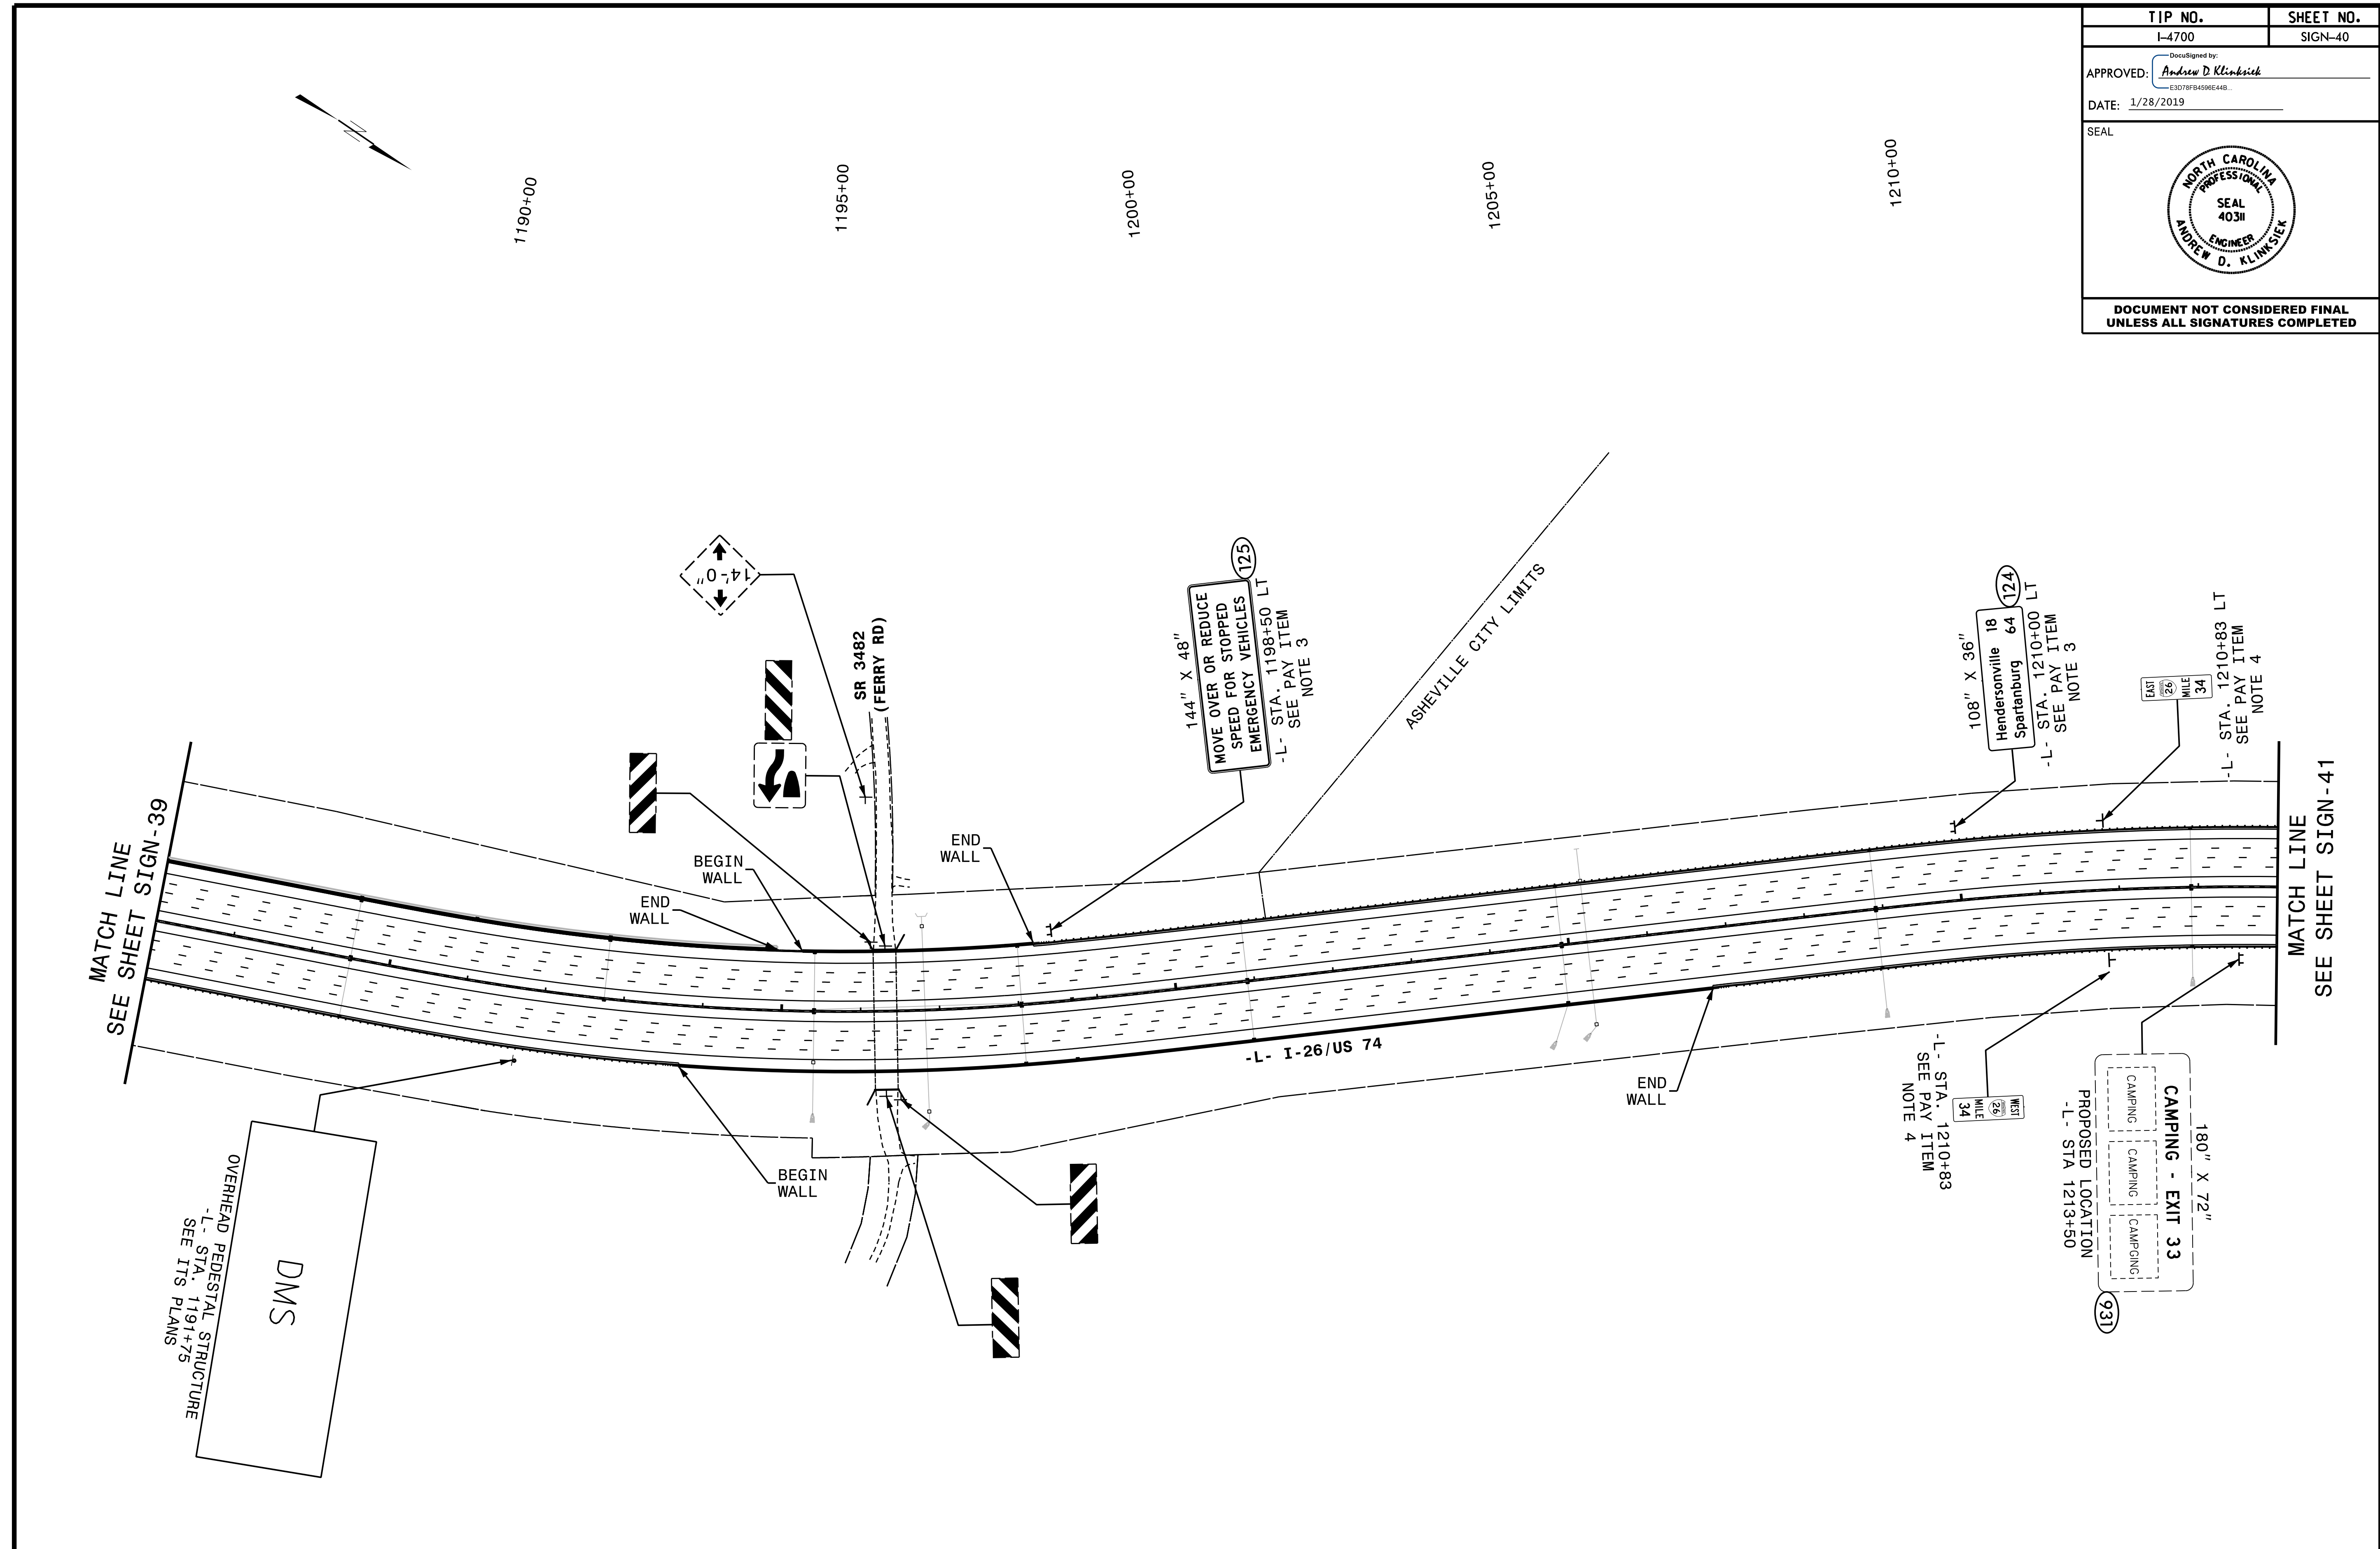 TIP NO. SHEET NO.
I-4700 SIGN-40
DocuSigned by:
APPROVED: Andrew D. Klinksiek
E3D78FB4596E44B...
DATE: 1/28/2019
SEAL
NORTH CAROLINA
PROFESSIONAL
SEAL
40311
ENGINEER
ANDREW D. KLINKSIEK
DOCUMENT NOT CONSIDERED FINAL
UNLESS ALL SIGNATURES COMPLETED
N
1190+00
1195+00
1200+00
1205+00
1210+00
MATCH LINE
SEE SHEET SIGN-39
14'-0"
SR 3482
(FERRY RD)
BEGIN
WALL
END
WALL
END
WALL
144" X 48"
MOVE OVER OR REDUCE
SPEED FOR STOPPED
EMERGENCY VEHICLES
125
-L- STA. 1198+50 LT
SEE PAY ITEM
NOTE 3
ASHEVILLE CITY LIMITS
108" X 36"
Hendersonville 18
Spartanburg 64
124
-L- STA. 1210+00 LT
SEE PAY ITEM
NOTE 3
EAST
26
MILE
34
-L- STA. 1210+83 LT
SEE PAY ITEM
NOTE 4
MATCH LINE
SEE SHEET SIGN-41
-L- I-26/US 74
BEGIN
WALL
END
WALL
DMS
OVERHEAD PEDESTAL STRUCTURE
-L- STA. 1191+75
SEE ITS PLANS
WEST
26
MILE
34
-L- STA. 1210+83
SEE PAY ITEM
NOTE 4
180" X 72"
CAMPING - EXIT 33
CAMPING CAMPING CAMPGING
PROPOSED LOCATION
-L- STA 1213+50
931